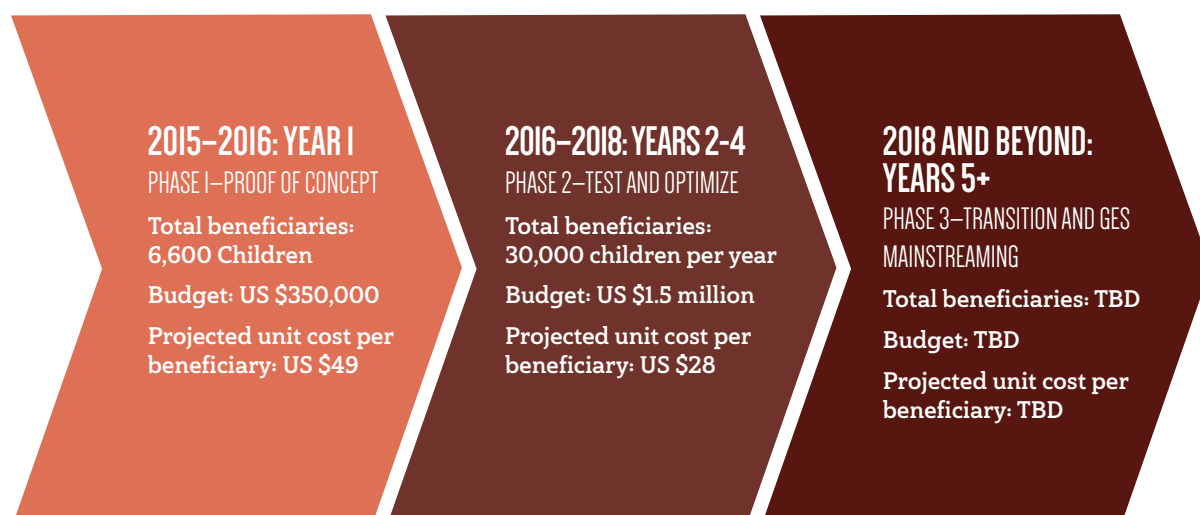 2015–2016: YEAR 1
PHASE 1–PROOF OF CONCEPT
Total beneficiaries:
6,600 Children
Budget: US $350,000
Projected unit cost per
beneficiary: US $49
2016–2018: YEARS 2-4
PHASE 2–TEST AND OPTIMIZE
Total beneficiaries:
30,000 children per year
Budget: US $1.5 million
Projected unit cost per
beneficiary: US $28
2018 AND BEYOND:
YEARS 5+
PHASE 3–TRANSITION AND GES
MAINSTREAMING
Total beneficiaries: TBD
Budget: TBD
Projected unit cost per
beneficiary: TBD